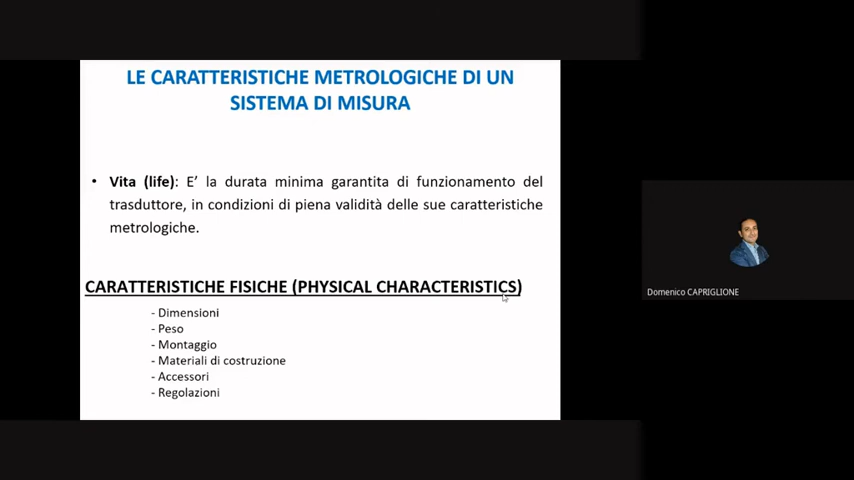 LE CARATTERISTICHE METROLOGICHE DI UN
SISTEMA DI MISURA
• Vita (life): E’ la durata minima garantita di funzionamento del
trasduttore, in condizioni di piena validità delle sue caratteristiche
metrologiche.
CARATTERISTICHE FISICHE (PHYSICAL CHARACTERISTICS)
- Dimensioni
- Peso
- Montaggio
- Materiali di costruzione
- Accessori
- Regolazioni
Domenico CAPRIGLIONE